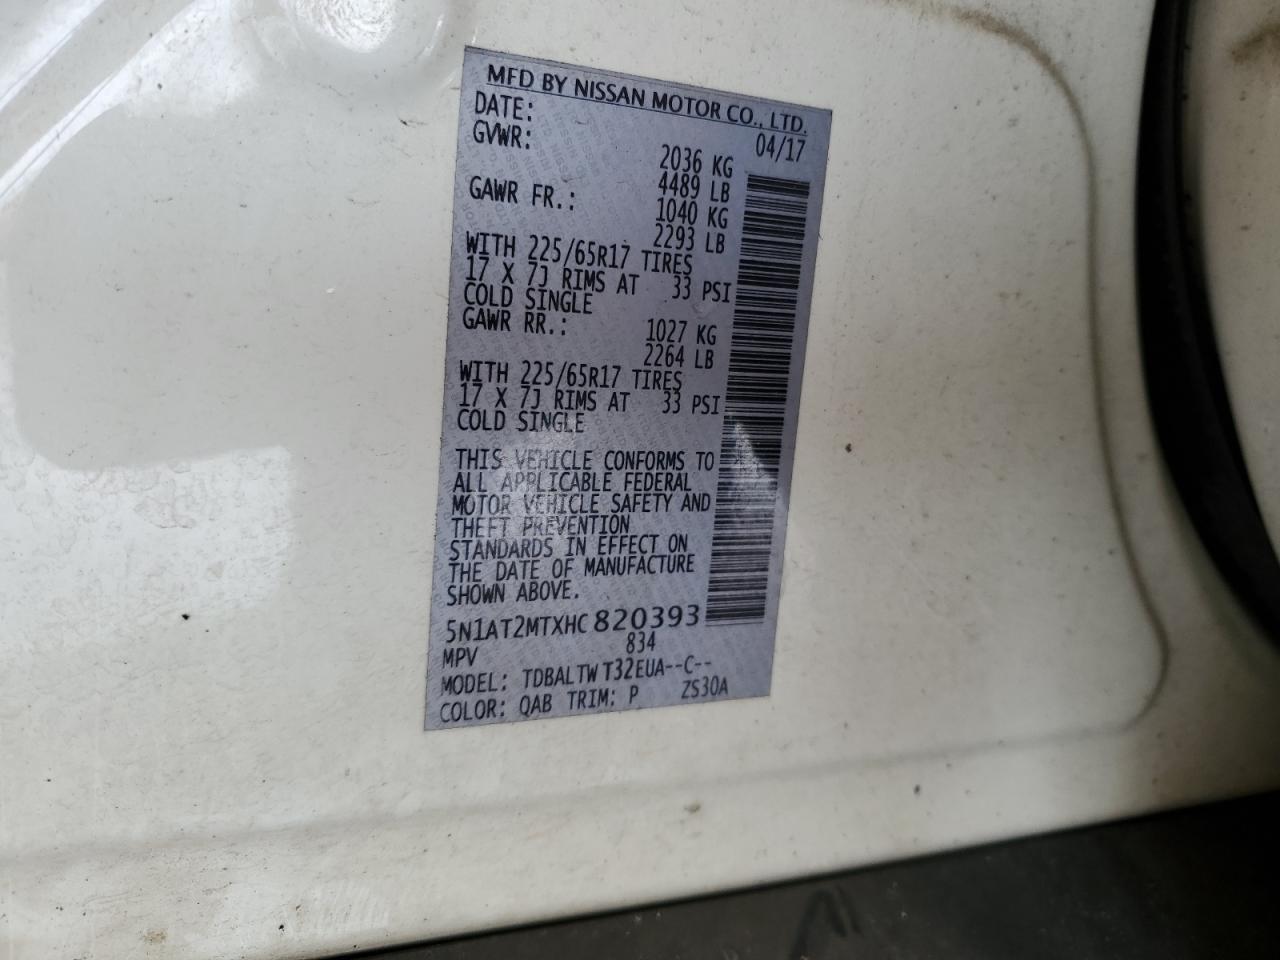 MFD BY NISSAN MOTOR CO., LTD.
DATE: 04/17
GVWR: 2036 KG
4489 LB
GAWR FR.: 1040 KG
2293 LB
WITH 225/65R17 TIRES
17 X 7J RIMS AT 33 PSI
COLD SINGLE
GAWR RR.: 1027 KG
2264 LB
WITH 225/65R17 TIRES
17 X 7J RIMS AT 33 PSI
COLD SINGLE
THIS VEHICLE CONFORMS TO
ALL APPLICABLE FEDERAL
MOTOR VEHICLE SAFETY AND
THEFT PREVENTION
STANDARDS IN EFFECT ON
THE DATE OF MANUFACTURE
SHOWN ABOVE.
5N1AT2MTXHC820393
MPV 834
MODEL: TDBALTW T32EUA--C--
COLOR: QAB TRIM: P ZS30A